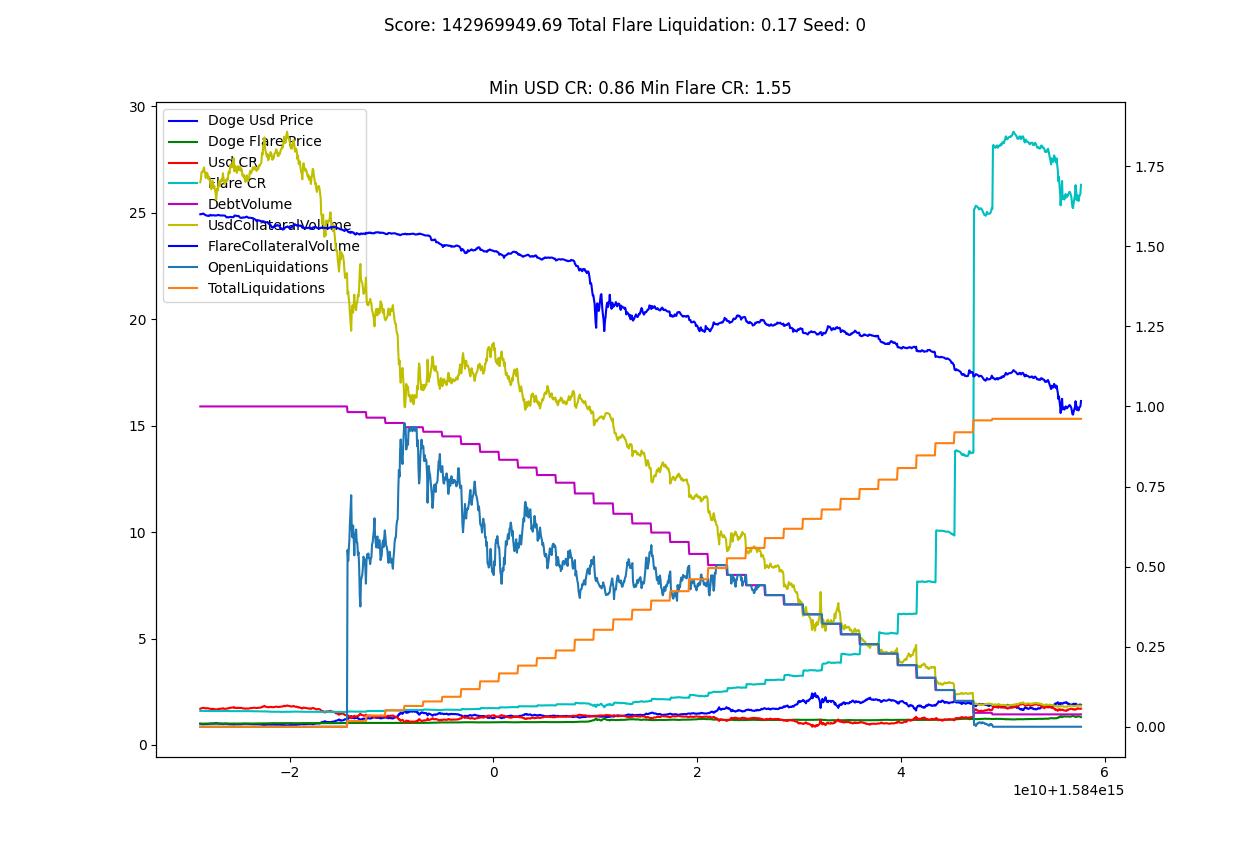 Score: 142969949.69 Total Flare Liquidation: 0.17 Seed: 0
Min USD CR: 0.86 Min Flare CR: 1.55
Doge Usd Price
Doge Flare Price
Usd CR
Flare CR
DebtVolume
UsdCollateralVolume
FlareCollateralVolume
OpenLiquidations
TotalLiquidations
30
25
20
15
10
5
0
1.75
1.50
1.25
1.00
0.75
0.50
0.25
0.00
−2
0
2
4
6
1e10+1.584e15